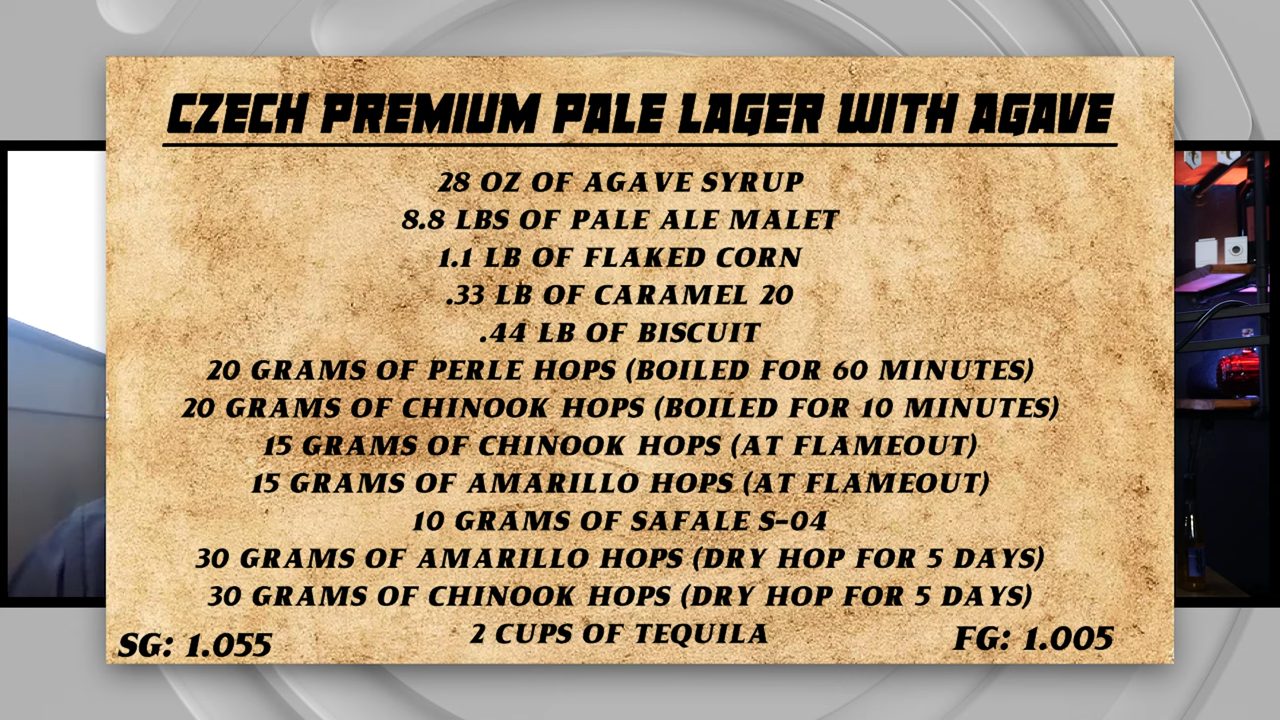 CZECH PREMIUM PALE LAGER WITH AGAVE
28 OZ OF AGAVE SYRUP
8.8 LBS OF PALE ALE MALET
1.1 LB OF FLAKED CORN
.33 LB OF CARAMEL 20
.44 LB OF BISCUIT
20 GRAMS OF PERLE HOPS (BOILED FOR 60 MINUTES)
20 GRAMS OF CHINOOK HOPS (BOILED FOR 10 MINUTES)
15 GRAMS OF CHINOOK HOPS (AT FLAMEOUT)
15 GRAMS OF AMARILLO HOPS (AT FLAMEOUT)
10 GRAMS OF SAFALE S-04
30 GRAMS OF AMARILLO HOPS (DRY HOP FOR 5 DAYS)
30 GRAMS OF CHINOOK HOPS (DRY HOP FOR 5 DAYS)
2 CUPS OF TEQUILA
SG: 1.055
FG: 1.005